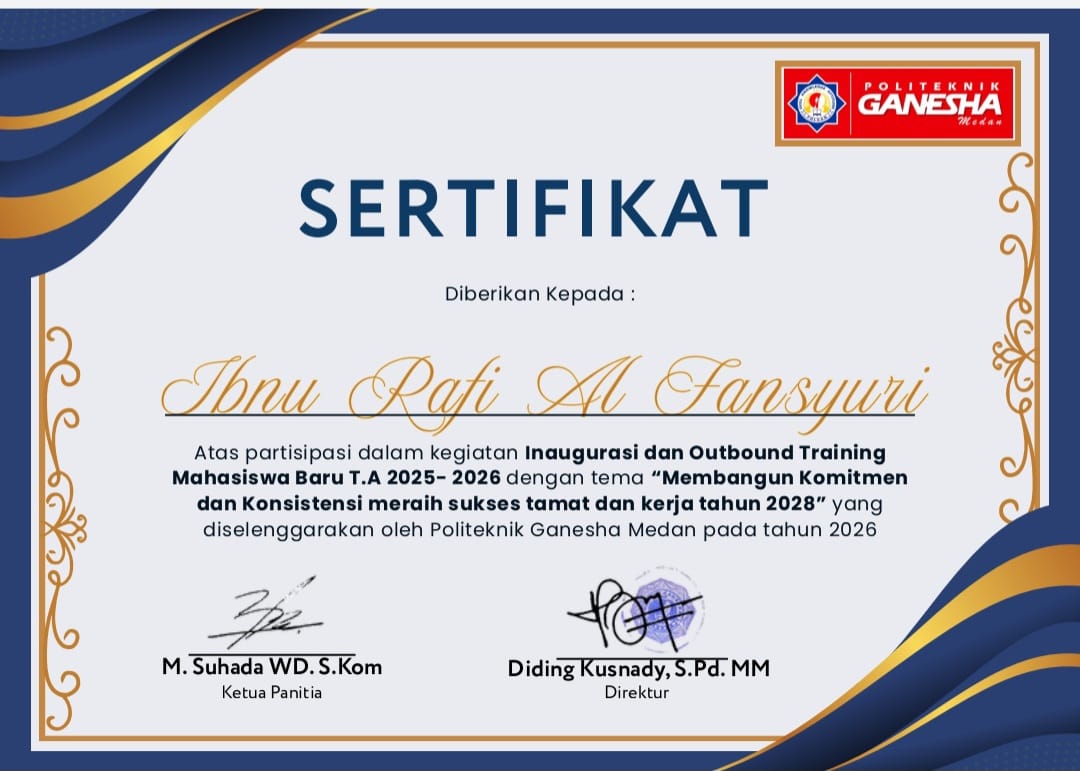 POLITEKNIK
GANESHA
Medan
SERTIFIKAT
Diberikan Kepada :
Ibnu Rafi Al Fansyuri
Atas partisipasi dalam kegiatan Inaugurasi dan Outbound Training
Mahasiswa Baru T.A 2025- 2026 dengan tema “Membangun Komitmen
dan Konsistensi meraih sukses tamat dan kerja tahun 2028” yang
diselenggarakan oleh Politeknik Ganesha Medan pada tahun 2026
M. Suhada WD. S.Kom
Ketua Panitia
Diding Kusnady, S.Pd. MM
Direktur